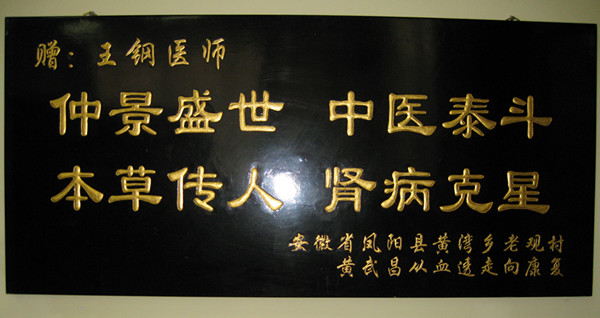 赠：王钢医师
仲景盛世 中医泰斗
本草传人 肾病克星
安徽省凤阳县黄湾乡老观村
黄武昌从血透走向康复